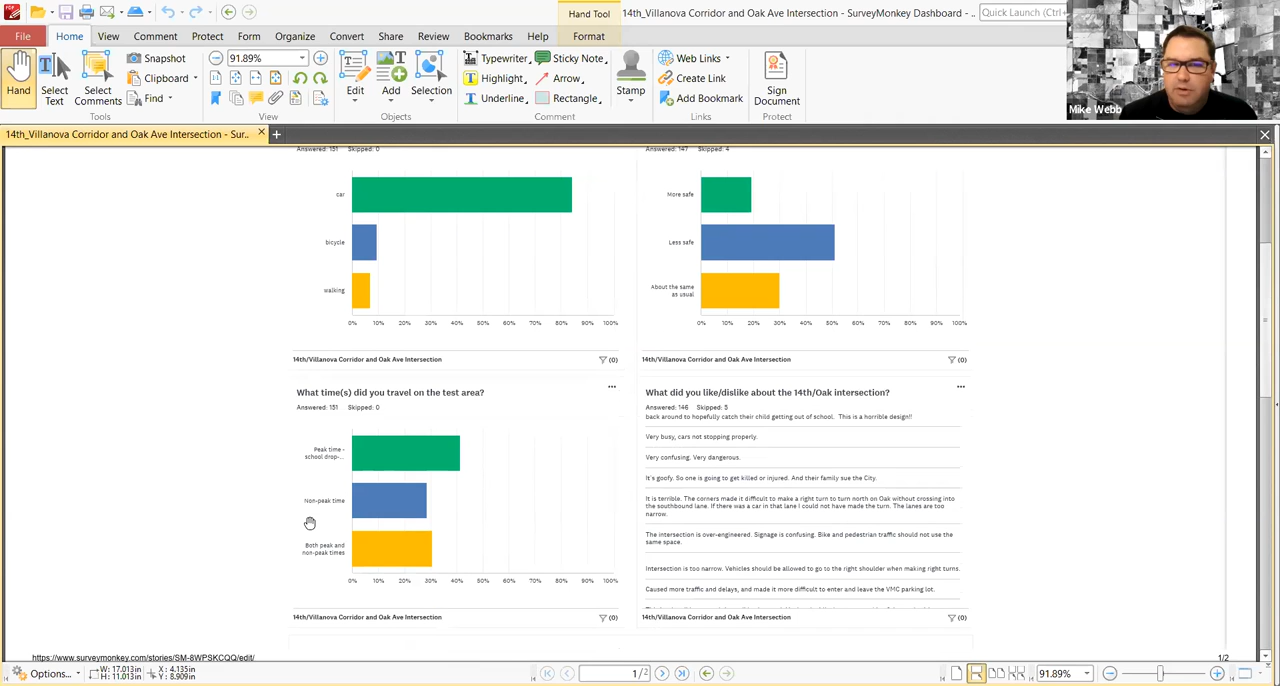 Hand Tool
14th_Villanova Corridor and Oak Ave Intersection - SurveyMonkey Dashboard - ...
Quick Launch (Ctrl+
File Home View Comment Protect Form Organize Convert Share Review Bookmarks Help Format
Hand
Select
Text
Select
Comments
Snapshot
Clipboard
Find
91.89%
Edit
Add
Selection
Typewriter
Highlight
Underline
Sticky Note
Arrow
Rectangle
Stamp
Web Links
Create Link
Add Bookmark
Sign
Document
Tools View Objects Comment Links Protect
Mike Webb
14th_Villanova Corridor and Oak Ave Intersection - Sur..
Answered: 151 Skipped: 0
car
bicycle
walking
0% 10% 20% 30% 40% 50% 60% 70% 80% 90% 100%
14th/Villanova Corridor and Oak Ave Intersection (0)
Answered: 147 Skipped: 4
More safe
Less safe
About the same
as usual
0% 10% 20% 30% 40% 50% 60% 70% 80% 90% 100%
14th/Villanova Corridor and Oak Ave Intersection (0)
What time(s) did you travel on the test area?
Answered: 151 Skipped: 0
Peak time -
school drop-...
Non-peak time
Both peak and
non-peak times
0% 10% 20% 30% 40% 50% 60% 70% 80% 90% 100%
14th/Villanova Corridor and Oak Ave Intersection (0)
What did you like/dislike about the 14th/Oak intersection?
Answered: 146 Skipped: 5
back around to hopefully catch their child getting out of school. This is a horrible design!!
Very busy, cars not stopping properly.
Very confusing. Very dangerous.
It's goofy. So one is going to get killed or injured. And their family sue the City.
It is terrible. The corners made it difficult to make a right turn to turn north on Oak without crossing into
the southbound lane. If there was a car in that lane I could not have made the turn. The lanes are too
narrow.
The intersection is over-engineered. Signage is confusing. Bike and pedestrian traffic should not use the
same space.
Intersection is too narrow. Vehicles should be allowed to go to the right shoulder when making right turns.
Caused more traffic and delays, and made it more difficult to enter and leave the VMC parking lot.
14th/Villanova Corridor and Oak Ave Intersection (0)
https://www.surveymonkey.com/stories/SM-8WPSKCQQ/edit/
1/2
Options...
W: 17.013in
H: 11.013in
X: 4.135in
Y: 8.909in
1/2
91.89%